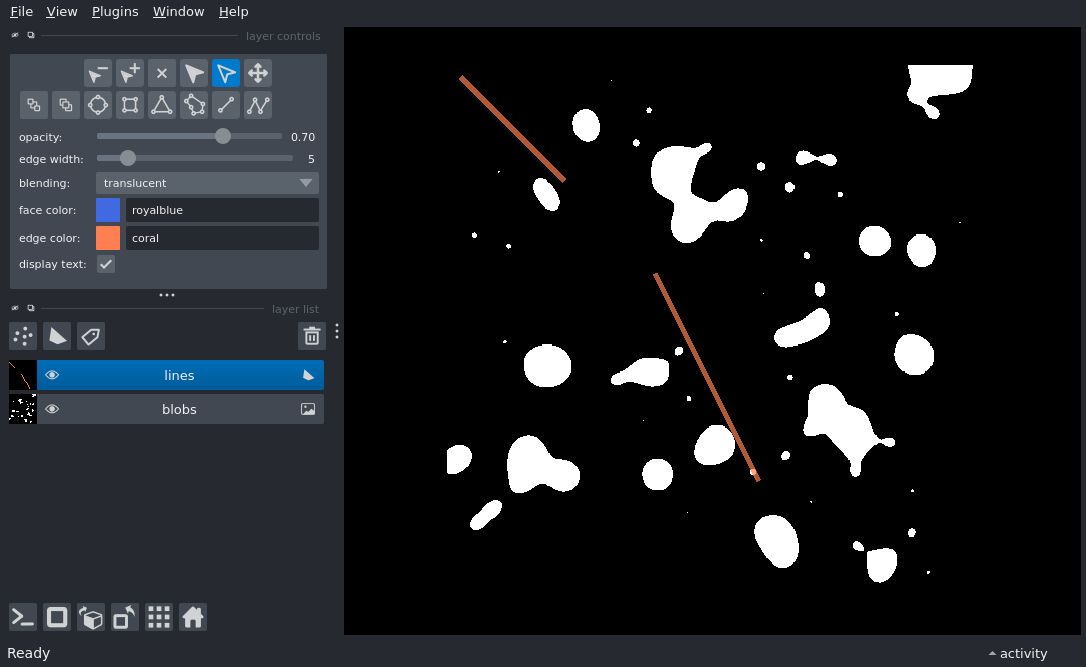 File View Plugins Window Help
layer controls
opacity: 0.70
edge width: 5
blending: translucent
face color: royalblue
edge color: coral
display text:
layer list
lines
blobs
Ready
activity